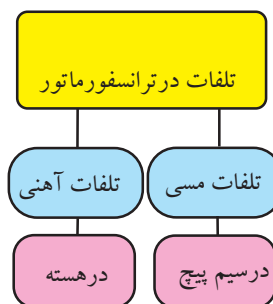 تلفات درترانسفورماتور
تلفات مسی
تلفات آهنی
درسیم پیچ
درهسته